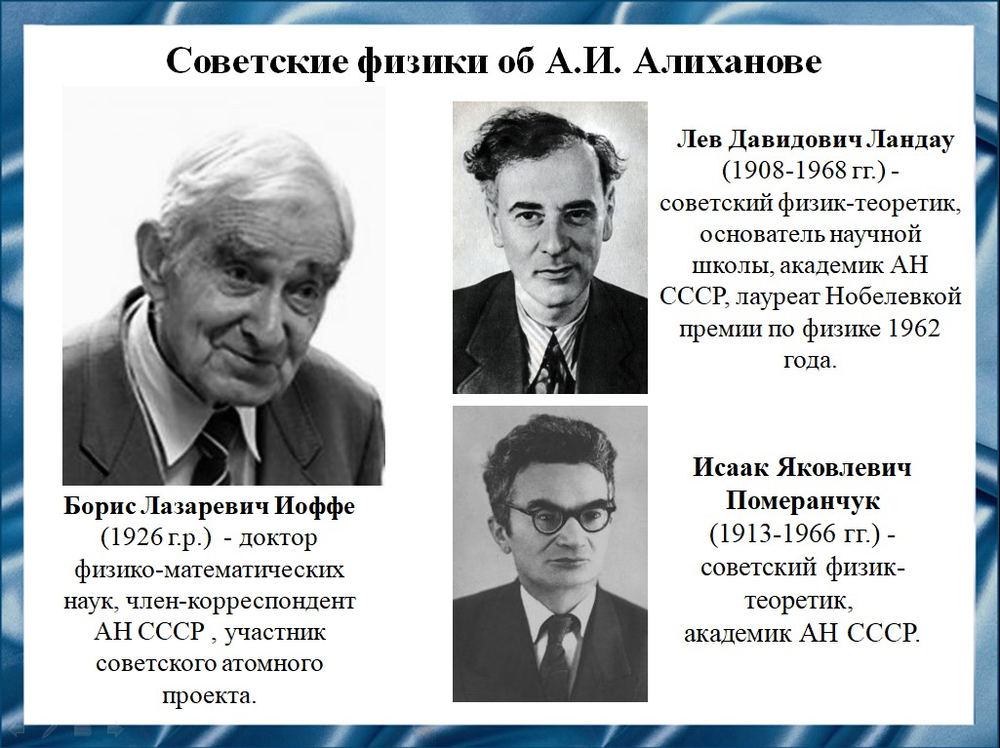 Советские физики об А.И. Алиханове
Борис Лазаревич Иоффе
(1926 г.р.) - доктор
физико-математических
наук, член-корреспондент
АН СССР , участник
советского атомного
проекта.
Лев Давидович Ландау
(1908-1968 гг.) -
советский физик-теоретик,
основатель научной
школы, академик АН
СССР, лауреат Нобелевкой
премии по физике 1962
года.
Исаак Яковлевич
Померанчук
(1913-1966 гг.) -
советский физик-
теоретик,
академик АН СССР.